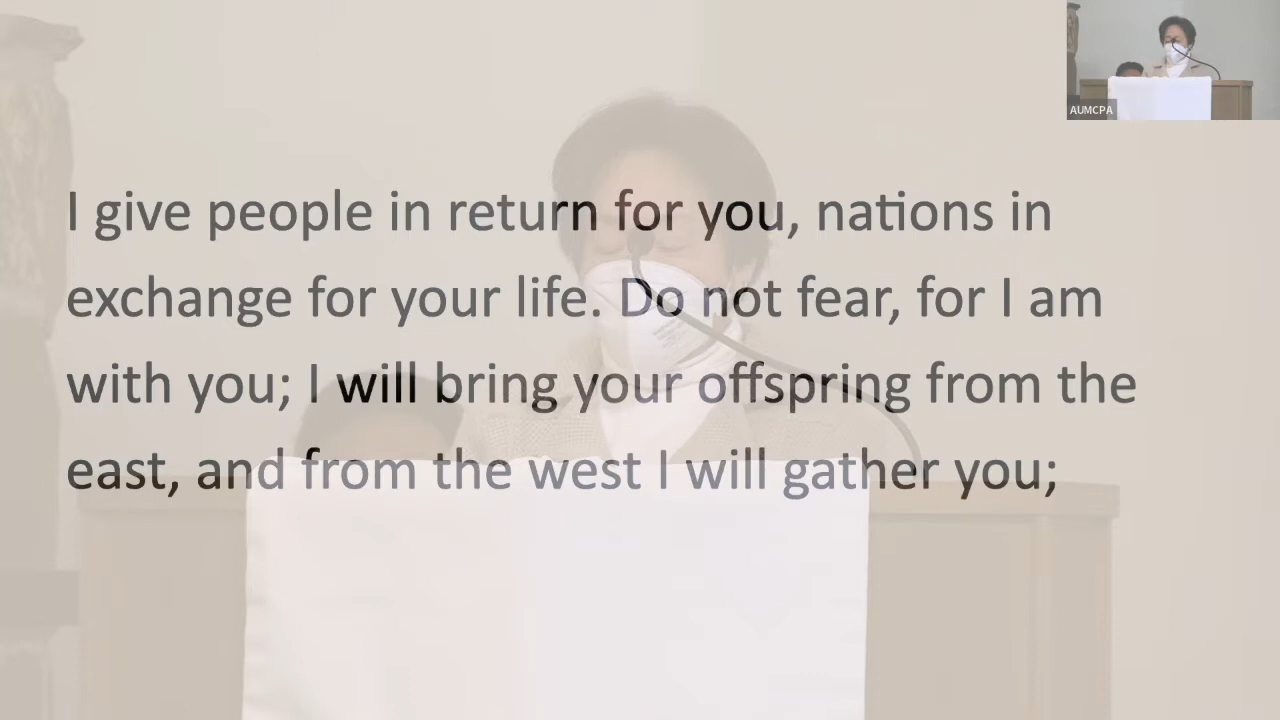 AUMCPA
I give people in return for you, nations in
exchange for your life. Do not fear, for I am
with you; I will bring your offspring from the
east, and from the west I will gather you;